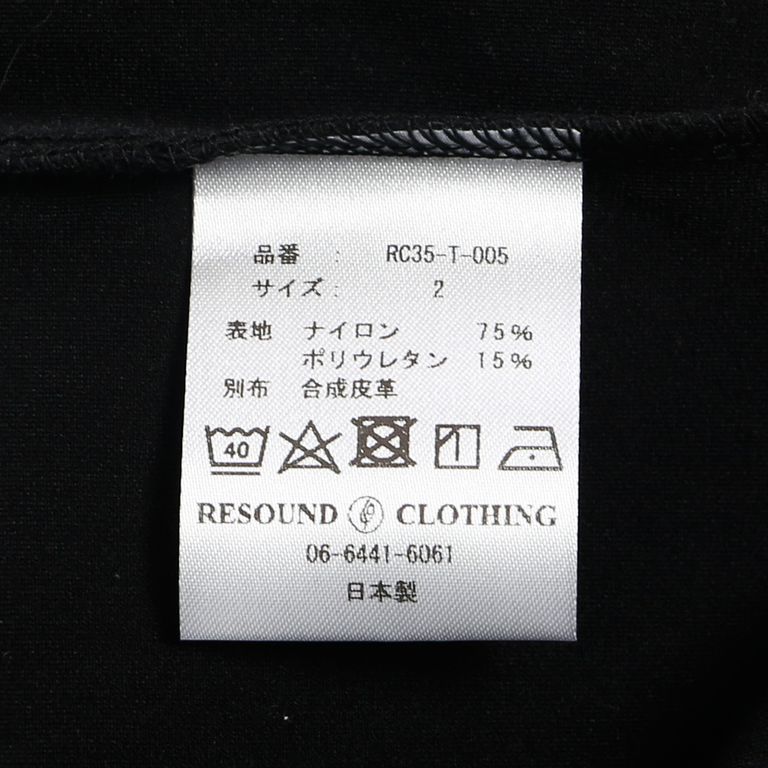 品番 : RC35-T-005
サイズ : 2
表地 ナイロン 75%
ポリウレタン 15%
別布 合成皮革
40
RESOUND CLOTHING
06-6441-6061
日本製